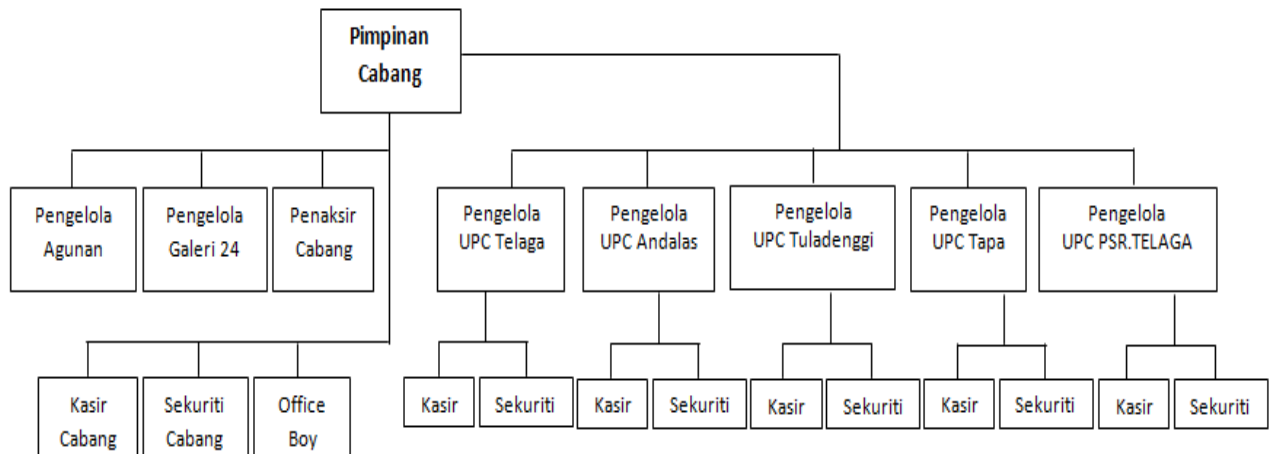 Pimpinan
Cabang
Pengelola
Agunan
Pengelola
Galeri 24
Penaksir
Cabang
Pengelola
UPC Telaga
Pengelola
UPC Andalas
Pengelola
UPC Tuladenggi
Pengelola
UPC Tapa
Pengelola
UPC PSR.TELAGA
Kasir
Cabang
Sekuriti
Cabang
Office
Boy
Kasir
Sekuriti
Kasir
Sekuriti
Kasir
Sekuriti
Kasir
Sekuriti
Kasir
Sekuriti